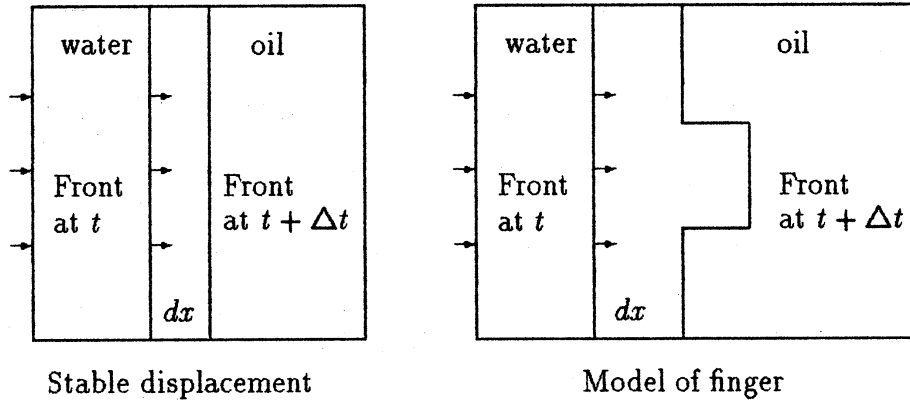 water
oil
Front
at t
Front
at t + Δt
dx
Stable displacement
water
oil
Front
at t
Front
at t + Δt
dx
Model of finger